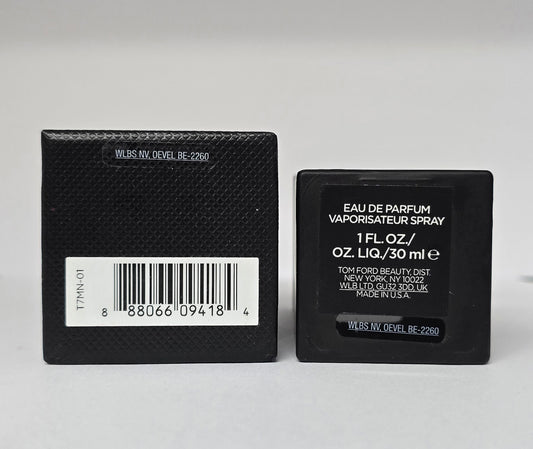 WLBS NV, OEVEL BE-2260
T7MN-01
8 88066 09418 4
EAU DE PARFUM
VAPORISATEUR SPRAY
1 FL. OZ./
OZ. LIQ./30 ml ℮
TOM FORD BEAUTY, DIST.
NEW YORK, NY 10022
WLB LTD, GU32 3DD, UK
MADE IN U.S.A.
WLBS NV, OEVEL BE-2260